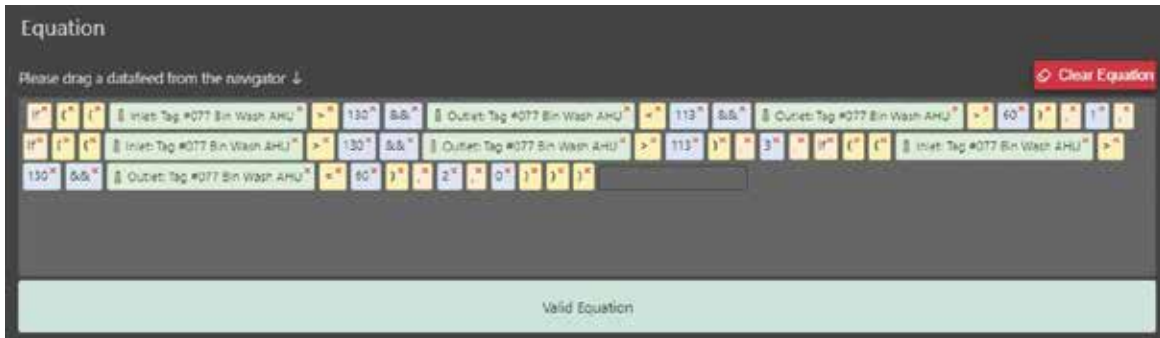 Equation
Please drag a datafeed from the navigator ↓
Clear Equation
If × ( × ( × Inlet: Tag #077 Bin Wash AHU × > × 130 × && × Outlet: Tag #077 Bin Wash AHU × < × 113 × && × Outlet: Tag #077 Bin Wash AHU × > × 60 × ) × , × 1 × , ×
If × ( × ( × Inlet: Tag #077 Bin Wash AHU × > × 130 × && × Outlet: Tag #077 Bin Wash AHU × > × 113 × ) × , × 3 × , × If × ( × ( × Inlet: Tag #077 Bin Wash AHU × > ×
130 × && × Outlet: Tag #077 Bin Wash AHU × < × 60 × ) × , × 2 × , × 0 × ) × ) × ) ×
Valid Equation